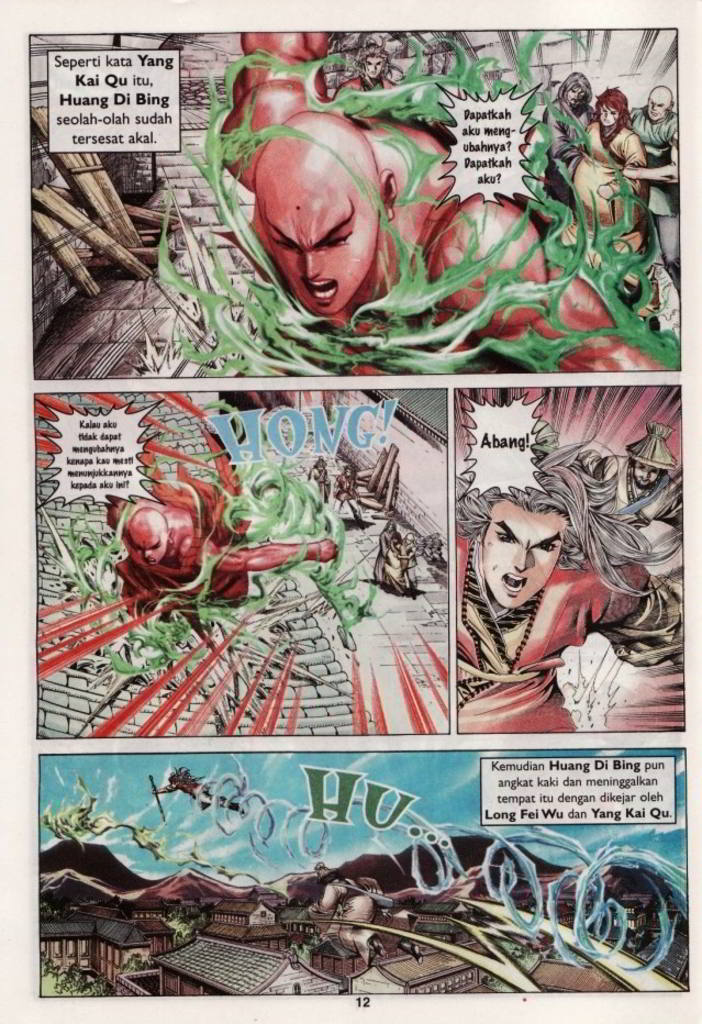 Seperti kata Yang
Kai Qu itu,
Huang Di Bing
seolah-olah sudah
tersesat akal.
Dapatkah
aku meng-
ubahnya?
Dapatkah
aku?
Kalau aku
tidak dapat
mengubahnya
kenapa kau mesti
menunjukkannya
kepada aku ini?
HONG!
Abang!
HU...
Kemudian Huang Di Bing pun
angkat kaki dan meninggalkan
tempat itu dengan dikejar oleh
Long Fei Wu dan Yang Kai Qu.
12